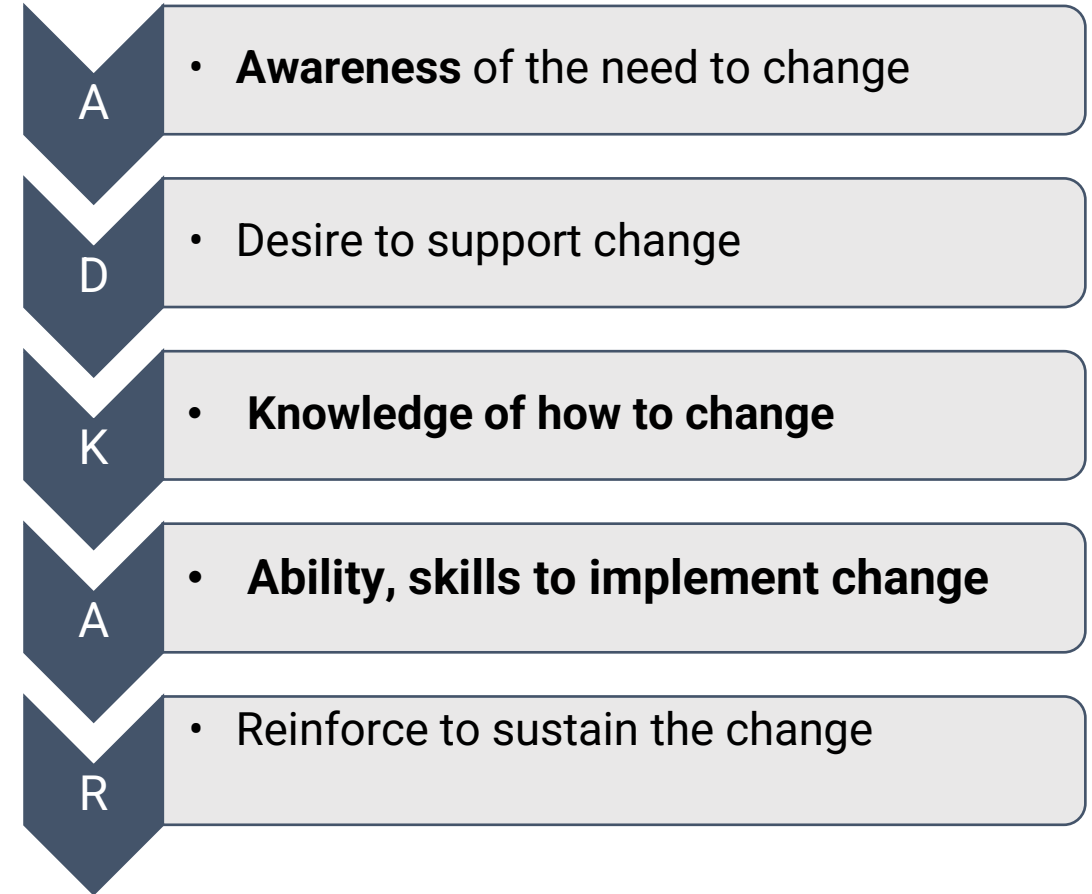 A
• Awareness of the need to change
D
• Desire to support change
K
• Knowledge of how to change
A
• Ability, skills to implement change
R
• Reinforce to sustain the change